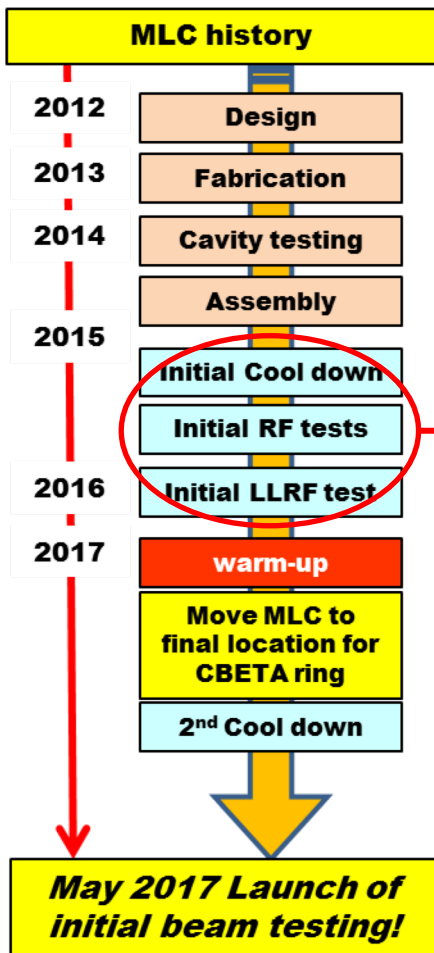 MLC history
2012
Design
2013
Fabrication
2014
Cavity testing
Assembly
2015
Initial Cool down
Initial RF tests
2016
Initial LLRF test
2017
warm-up
Move MLC to
final location for
CBETA ring
2nd Cool down
May 2017 Launch of
initial beam testing!